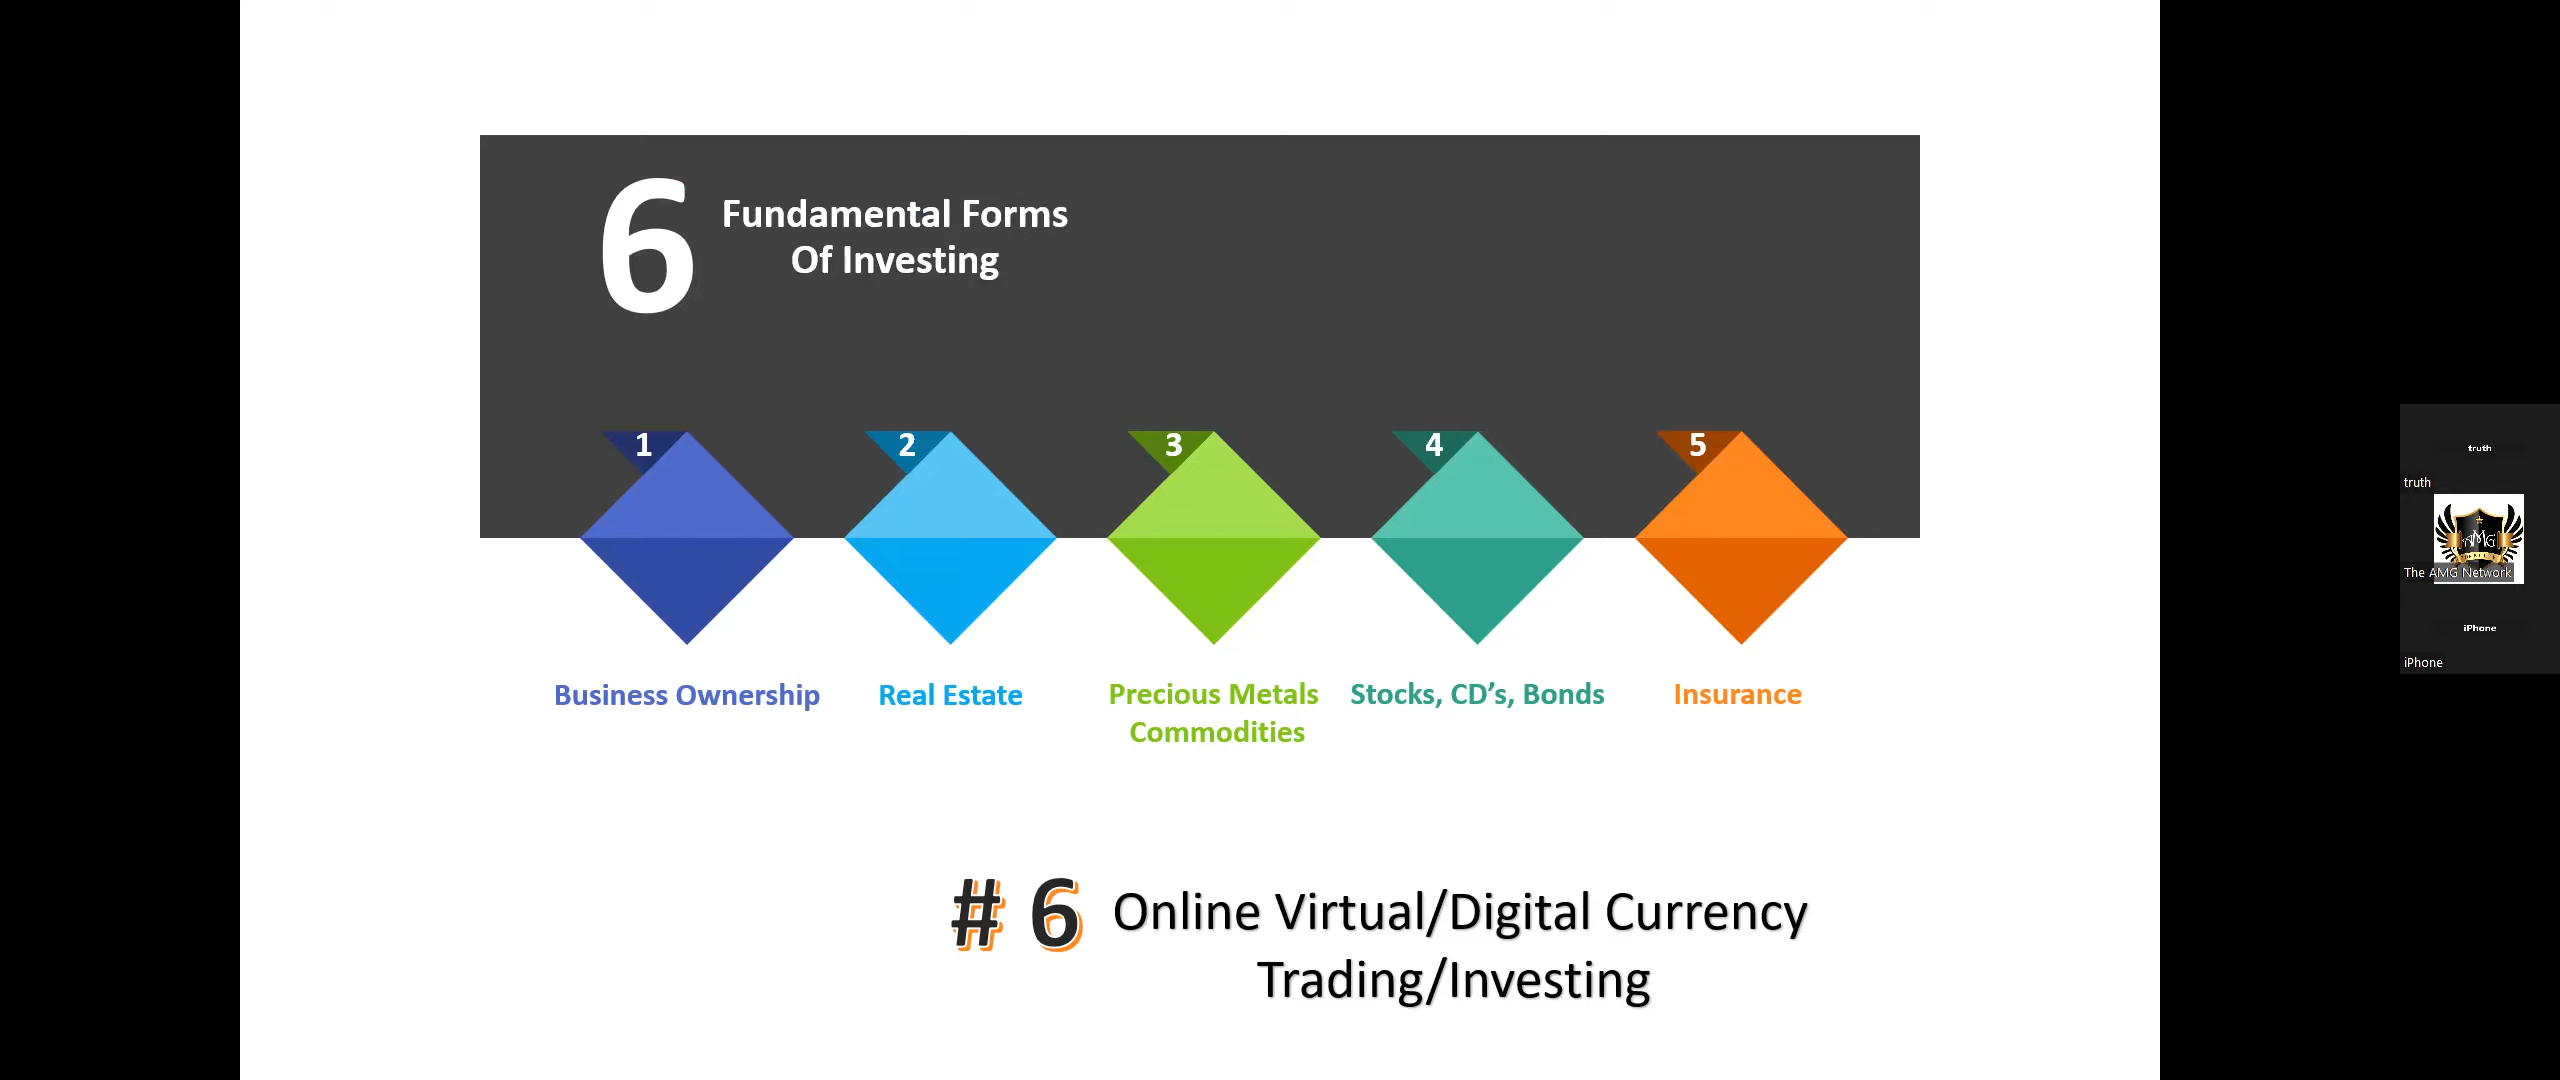 6
Fundamental Forms
Of Investing
1
2
3
4
5
Business Ownership
Real Estate
Precious Metals
Commodities
Stocks, CD’s, Bonds
Insurance
# 6
Online Virtual/Digital Currency
Trading/Investing
truth
truth
AMG
The AMG Network
iPhone
iPhone